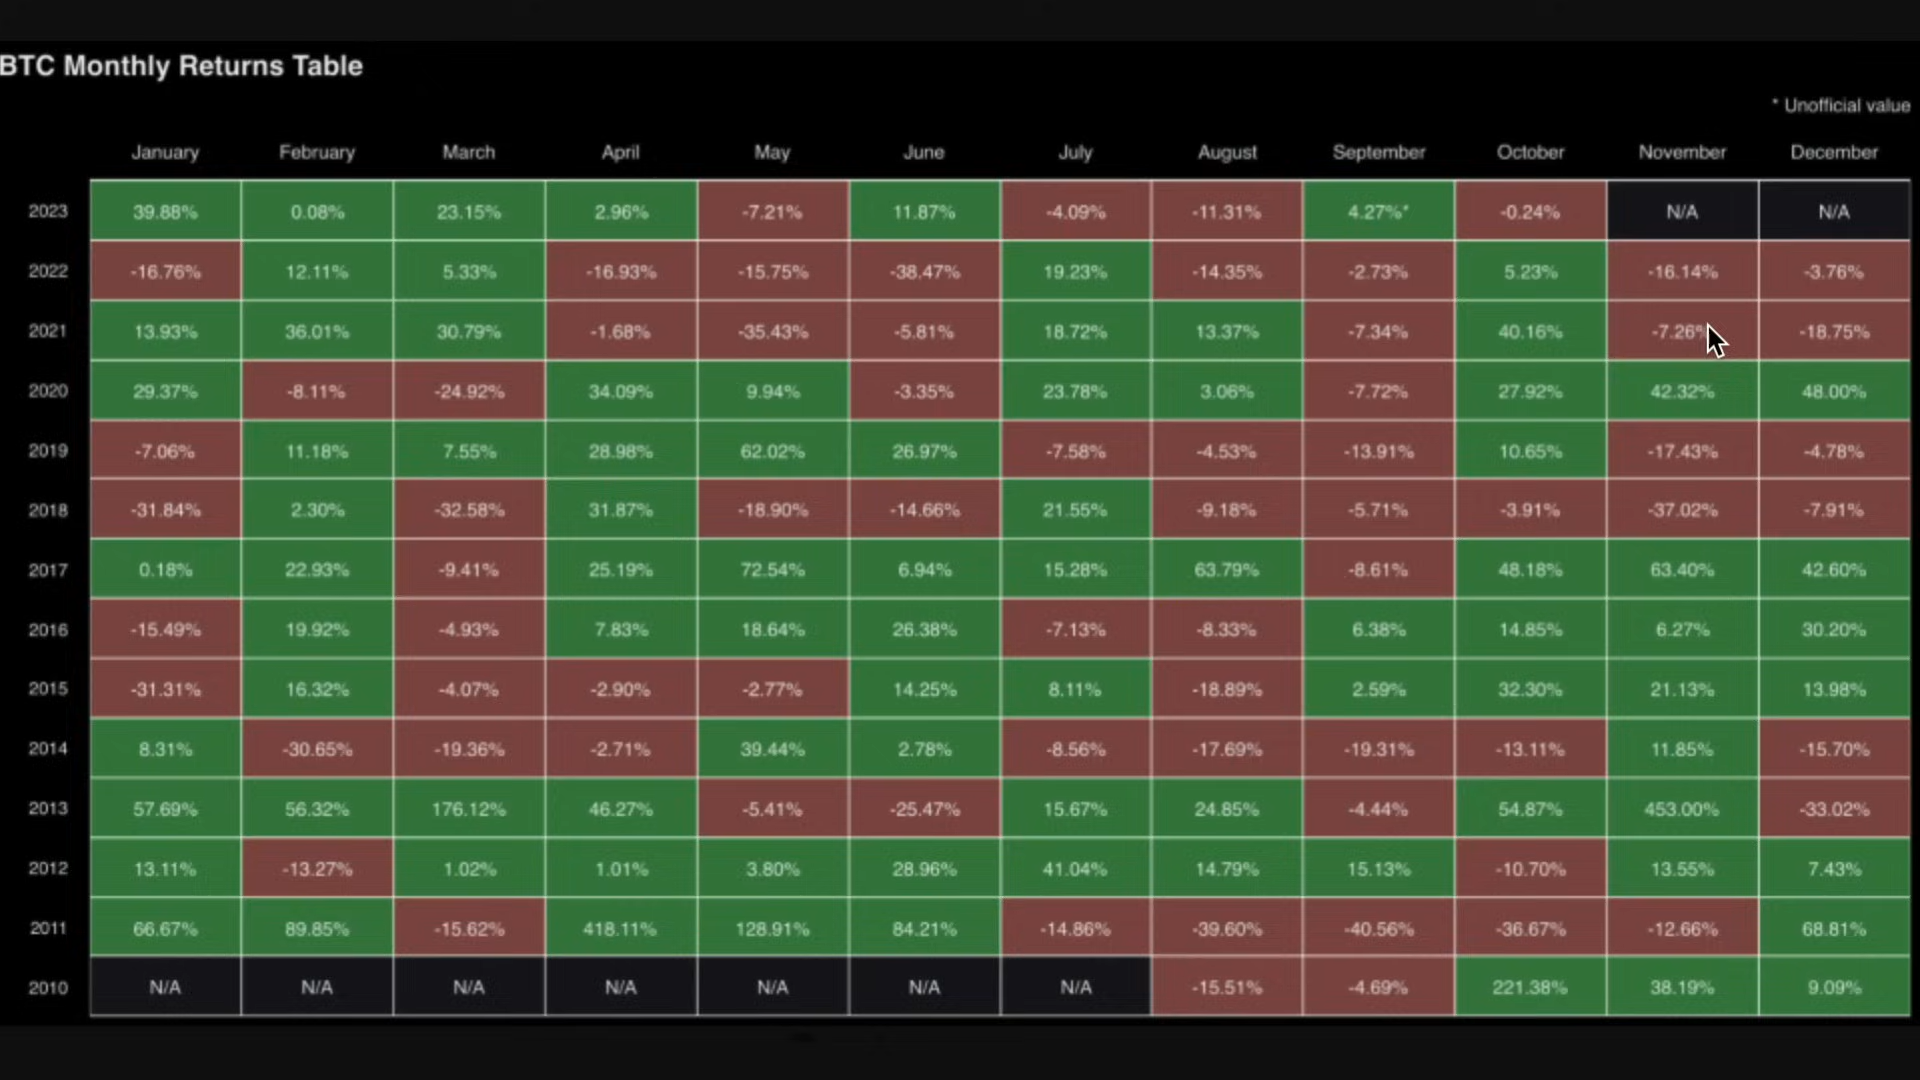 BTC Monthly Returns Table
* Unofficial value
January February March April May June July August September October November December
2023 39.88% 0.08% 23.15% 2.96% -7.21% 11.87% -4.09% -11.31% 4.27%* -0.24% N/A N/A
2022 -16.76% 12.11% 5.33% -16.93% -15.75% -38.47% 19.23% -14.35% -2.73% 5.23% -16.14% -3.76%
2021 13.93% 36.01% 30.79% -1.68% -35.43% -5.81% 18.72% 13.37% -7.34% 40.16% -7.26% -18.75%
2020 29.37% -8.11% -24.92% 34.09% 9.94% -3.35% 23.78% 3.06% -7.72% 27.92% 42.32% 48.00%
2019 -7.06% 11.18% 7.55% 28.98% 62.02% 26.97% -7.58% -4.53% -13.91% 10.65% -17.43% -4.78%
2018 -31.84% 2.30% -32.58% 31.87% -18.90% -14.66% 21.55% -9.18% -5.71% -3.91% -37.02% -7.91%
2017 0.18% 22.93% -9.41% 25.19% 72.54% 6.94% 15.28% 63.79% -8.61% 48.18% 63.40% 42.60%
2016 -15.49% 19.92% -4.93% 7.83% 18.64% 26.38% -7.13% -8.33% 6.38% 14.85% 6.27% 30.20%
2015 -31.31% 16.32% -4.07% -2.90% -2.77% 14.25% 8.11% -18.89% 2.59% 32.30% 21.13% 13.98%
2014 8.31% -30.65% -19.36% -2.71% 39.44% 2.78% -8.56% -17.69% -19.31% -13.11% 11.85% -15.70%
2013 57.69% 56.32% 176.12% 46.27% -5.41% -25.47% 15.67% 24.85% -4.44% 54.87% 453.00% -33.02%
2012 13.11% -13.27% 1.02% 1.01% 3.80% 28.96% 41.04% 14.79% 15.13% -10.70% 13.55% 7.43%
2011 66.67% 89.85% -15.62% 418.11% 128.91% 84.21% -14.86% -39.60% -40.56% -36.67% -12.66% 68.81%
2010 N/A N/A N/A N/A N/A N/A N/A -15.51% -4.69% 221.38% 38.19% 9.09%